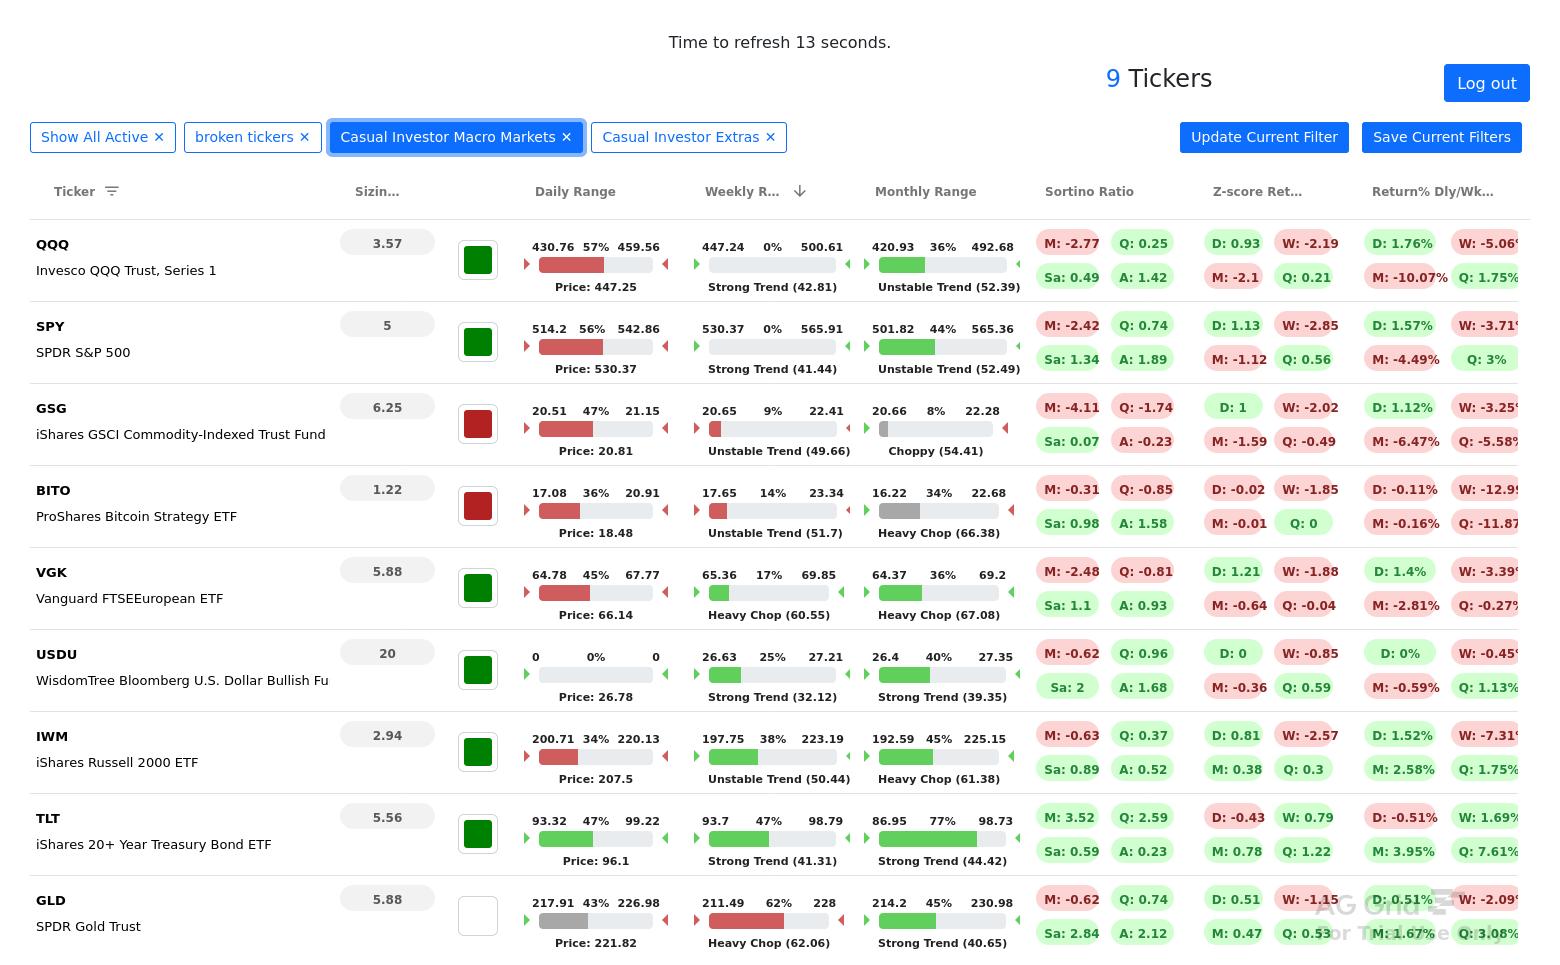 Time to refresh 13 seconds.
9 Tickers
Log out
Show All Active ✕ broken tickers ✕ Casual Investor Macro Markets ✕ Casual Investor Extras ✕ Update Current Filter Save Current Filters
Ticker Sizin... Daily Range Weekly R... Monthly Range Sortino Ratio Z-score Ret... Return% Dly/Wk...
QQQ 3.57 430.76 57% 459.56 447.24 0% 500.61 420.93 36% 492.68 M: -2.77 Q: 0.25 D: 0.93 W: -2.19 D: 1.76% W: -5.06%
Invesco QQQ Trust, Series 1 Sa: 0.49 A: 1.42 M: -2.1 Q: 0.21 M: -10.07% Q: 1.75%
Price: 447.25 Strong Trend (42.81) Unstable Trend (52.39)
SPY 5 514.2 56% 542.86 530.37 0% 565.91 501.82 44% 565.36 M: -2.42 Q: 0.74 D: 1.13 W: -2.85 D: 1.57% W: -3.71%
SPDR S&P 500 Sa: 1.34 A: 1.89 M: -1.12 Q: 0.56 M: -4.49% Q: 3%
Price: 530.37 Strong Trend (41.44) Unstable Trend (52.49)
GSG 6.25 20.51 47% 21.15 20.65 9% 22.41 20.66 8% 22.28 M: -4.11 Q: -1.74 D: 1 W: -2.02 D: 1.12% W: -3.25%
iShares GSCI Commodity-Indexed Trust Fund Sa: 0.07 A: -0.23 M: -1.59 Q: -0.49 M: -6.47% Q: -5.58%
Price: 20.81 Unstable Trend (49.66) Choppy (54.41)
BITO 1.22 17.08 36% 20.91 17.65 14% 23.34 16.22 34% 22.68 M: -0.31 Q: -0.85 D: -0.02 W: -1.85 D: -0.11% W: -12.99
ProShares Bitcoin Strategy ETF Sa: 0.98 A: 1.58 M: -0.01 Q: 0 M: -0.16% Q: -11.87
Price: 18.48 Unstable Trend (51.7) Heavy Chop (66.38)
VGK 5.88 64.78 45% 67.77 65.36 17% 69.85 64.37 36% 69.2 M: -2.48 Q: -0.81 D: 1.21 W: -1.88 D: 1.4% W: -3.39%
Vanguard FTSEEuropean ETF Sa: 1.1 A: 0.93 M: -0.64 Q: -0.04 M: -2.81% Q: -0.27%
Price: 66.14 Heavy Chop (60.55) Heavy Chop (67.08)
USDU 20 0 0% 0 26.63 25% 27.21 26.4 40% 27.35 M: -0.62 Q: 0.96 D: 0 W: -0.85 D: 0% W: -0.45%
WisdomTree Bloomberg U.S. Dollar Bullish Fu Sa: 2 A: 1.68 M: -0.36 Q: 0.59 M: -0.59% Q: 1.13%
Price: 26.78 Strong Trend (32.12) Strong Trend (39.35)
IWM 2.94 200.71 34% 220.13 197.75 38% 223.19 192.59 45% 225.15 M: -0.63 Q: 0.37 D: 0.81 W: -2.57 D: 1.52% W: -7.31%
iShares Russell 2000 ETF Sa: 0.89 A: 0.52 M: 0.38 Q: 0.3 M: 2.58% Q: 1.75%
Price: 207.5 Unstable Trend (50.44) Heavy Chop (61.38)
TLT 5.56 93.32 47% 99.22 93.7 47% 98.79 86.95 77% 98.73 M: 3.52 Q: 2.59 D: -0.43 W: 0.79 D: -0.51% W: 1.69%
iShares 20+ Year Treasury Bond ETF Sa: 0.59 A: 0.23 M: 0.78 Q: 1.22 M: 3.95% Q: 7.61%
Price: 96.1 Strong Trend (41.31) Strong Trend (44.42)
GLD 5.88 217.91 43% 226.98 211.49 62% 228 214.2 45% 230.98 M: -0.62 Q: 0.74 D: 0.51 W: -1.15 D: 0.51% W: -2.09%
SPDR Gold Trust Sa: 2.84 A: 2.12 M: 0.47 Q: 0.53 M: 1.67% Q: 3.08%
Price: 221.82 Heavy Chop (62.06) Strong Trend (40.65)
AG Grid
For Trial Use Only